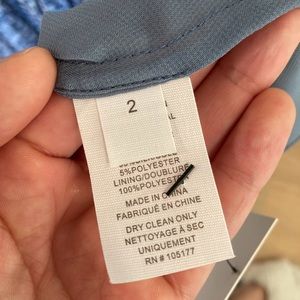 2
5%POLYESTER
LINING/DOUBLURE
100%POLYESTER
MADE IN CHINA
FABRIQUÉ EN CHINE
DRY CLEAN ONLY
NETTOYAGE À SEC
UNIQUEMENT
RN # 105177